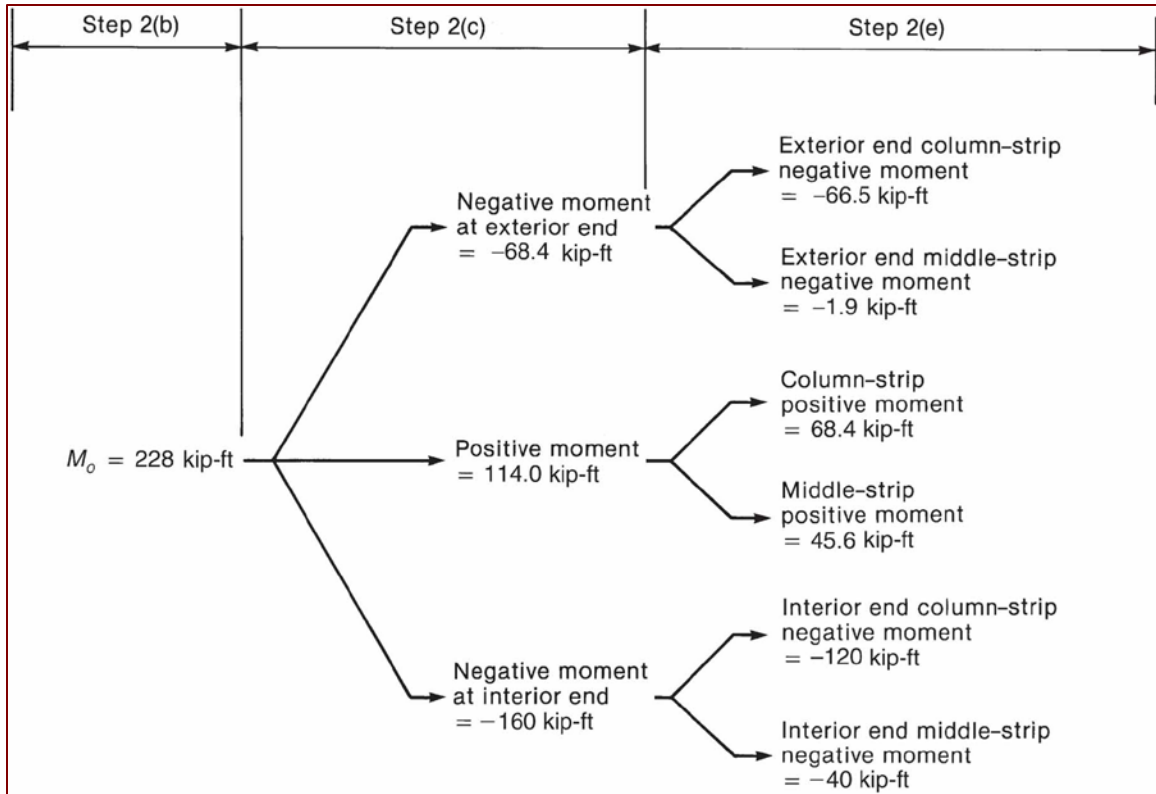 Step 2(b)
Step 2(c)
Step 2(e)
Exterior end column–strip
negative moment
= –66.5 kip-ft
Negative moment
at exterior end
= –68.4 kip-ft
Exterior end middle–strip
negative moment
= –1.9 kip-ft
Column–strip
positive moment
= 68.4 kip-ft
Mo = 228 kip-ft
Positive moment
= 114.0 kip-ft
Middle–strip
positive moment
= 45.6 kip-ft
Interior end column–strip
negative moment
= –120 kip-ft
Negative moment
at interior end
= –160 kip-ft
Interior end middle–strip
negative moment
= –40 kip-ft